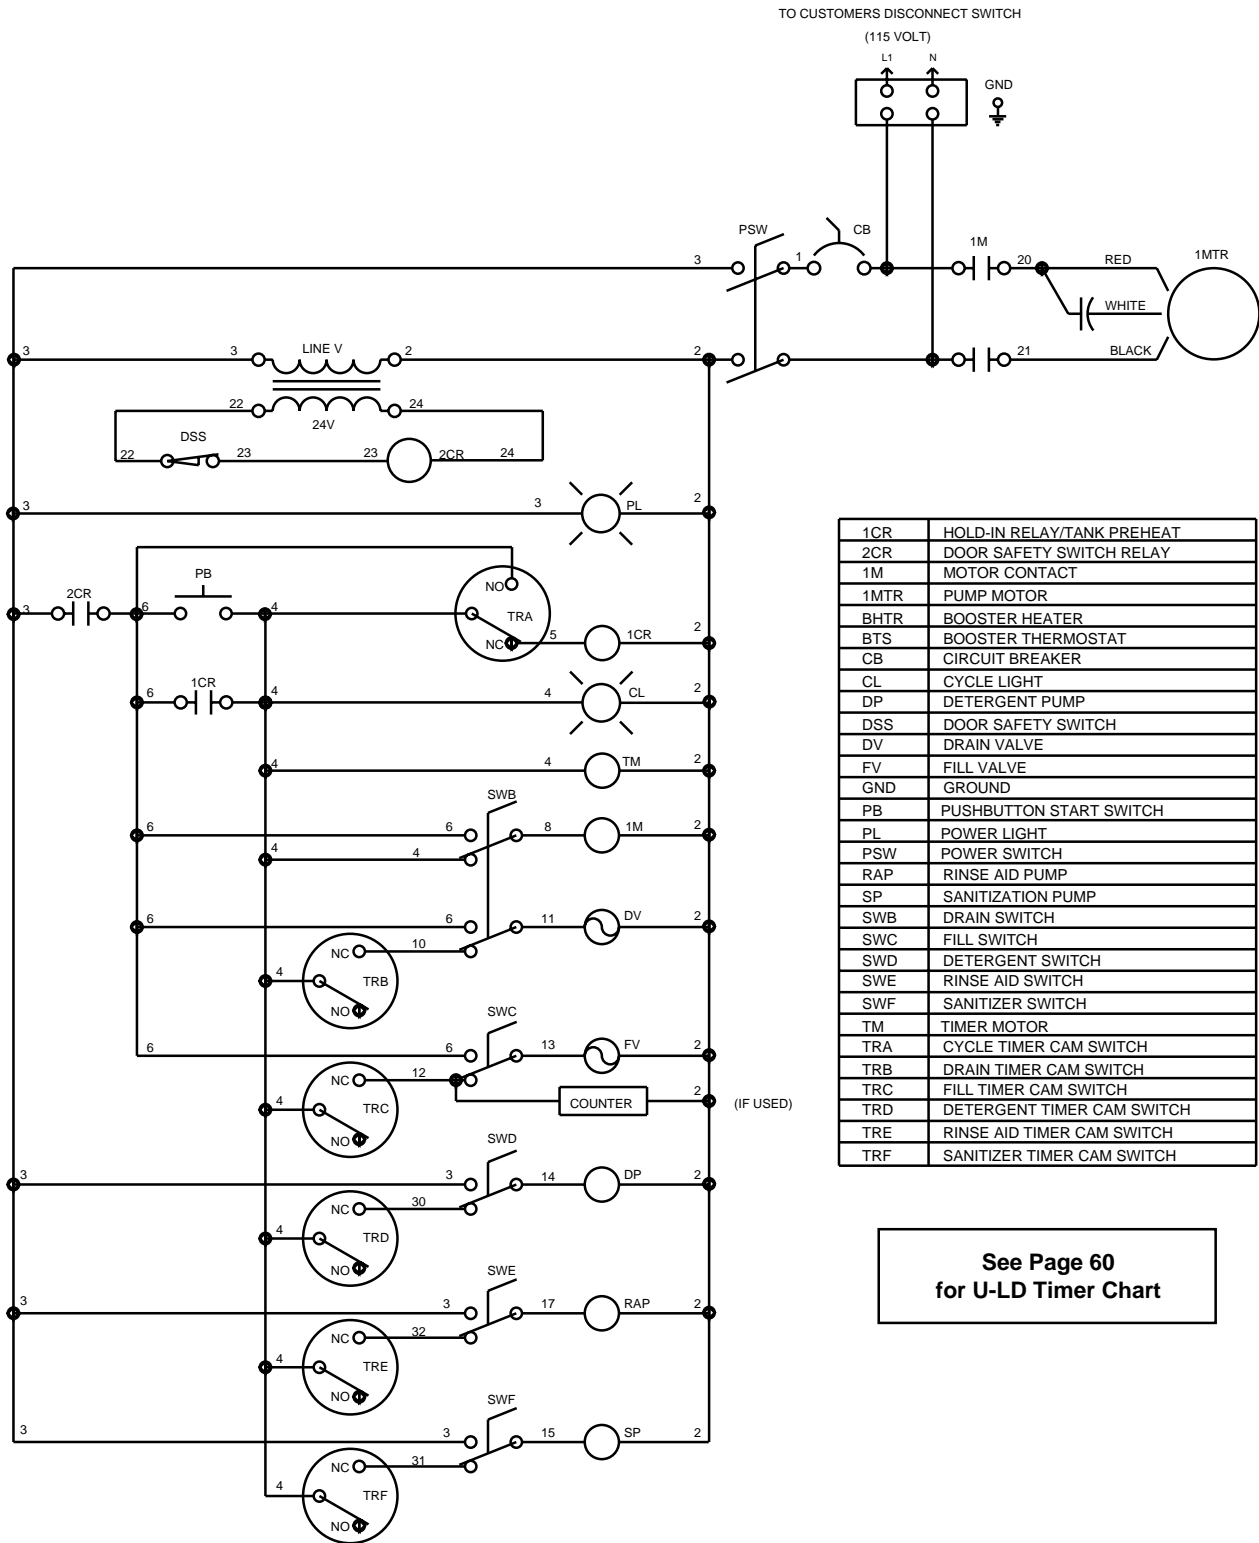 TO CUSTOMERS DISCONNECT SWITCH
(115 VOLT)
L1 N
GND
PSW CB 1M
3 1 20 RED 1MTR
WHITE
3 3 LINE V 2 2 21 BLACK
22 24
24V
DSS
22 23 23 2CR 24
3 3 PL 2
PB
NO
2CR
3 6 4 TRA
NC 5 1CR 2
1CR
6 4 4 CL 2
4 4 TM 2
SWB
6 6 8 1M 2
4 4
6 6 11 DV 2
NC 10
4 TRB
NO
SWC
6 6 13 FV 2
NC 12
COUNTER 2 (IF USED)
4 TRC
NO
SWD
3 3 14 DP 2
NC 30
4 TRD
NO
SWE
3 3 17 RAP 2
NC 32
4 TRE
NO
SWF
3 3 15 SP 2
NC 31
4 TRF
NO
1CR HOLD-IN RELAY/TANK PREHEAT
2CR DOOR SAFETY SWITCH RELAY
1M MOTOR CONTACT
1MTR PUMP MOTOR
BHTR BOOSTER HEATER
BTS BOOSTER THERMOSTAT
CB CIRCUIT BREAKER
CL CYCLE LIGHT
DP DETERGENT PUMP
DSS DOOR SAFETY SWITCH
DV DRAIN VALVE
FV FILL VALVE
GND GROUND
PB PUSHBUTTON START SWITCH
PL POWER LIGHT
PSW POWER SWITCH
RAP RINSE AID PUMP
SP SANITIZATION PUMP
SWB DRAIN SWITCH
SWC FILL SWITCH
SWD DETERGENT SWITCH
SWE RINSE AID SWITCH
SWF SANITIZER SWITCH
TM TIMER MOTOR
TRA CYCLE TIMER CAM SWITCH
TRB DRAIN TIMER CAM SWITCH
TRC FILL TIMER CAM SWITCH
TRD DETERGENT TIMER CAM SWITCH
TRE RINSE AID TIMER CAM SWITCH
TRF SANITIZER TIMER CAM SWITCH
See Page 60
for U-LD Timer Chart